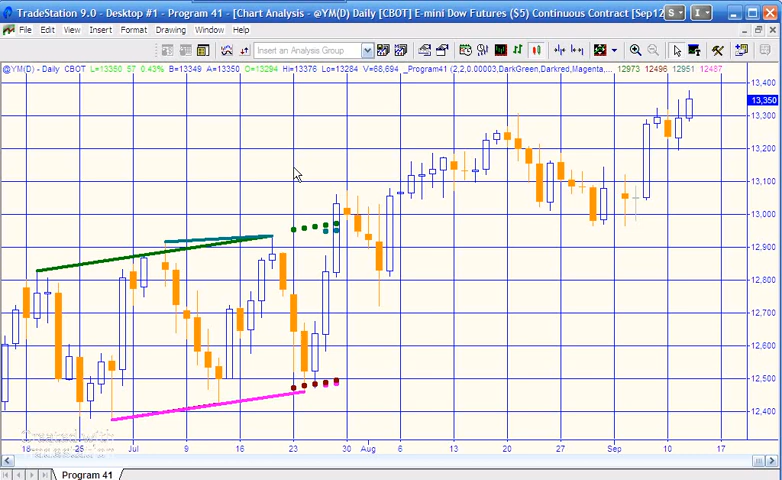 TradeStation 9.0 - Desktop #1 - Program 41 - [Chart Analysis - @YM(D) Daily [CBOT] E-mini Dow Futures ($5) Continuous Contract [Sep12
S
I
File Edit View Insert Format Drawing Window Help
Insert an Analysis Group
@YM(D) - Daily CBOT L=13350 57 0.43% B=13349 A=13350 O=13294 Hi=13376 Lo=13284 V=68,694 _Program41 (2,2,0.00003,DarkGreen,Darkred,Magenta,... 12973 12496 12951 12487
13,400
13,350
13,300
13,200
13,100
13,000
12,900
12,800
12,700
12,600
12,500
12,400
Created with
18 25 Jul 9 16 23 30 Aug 6 13 20 27 Sep 10 17
Program 41